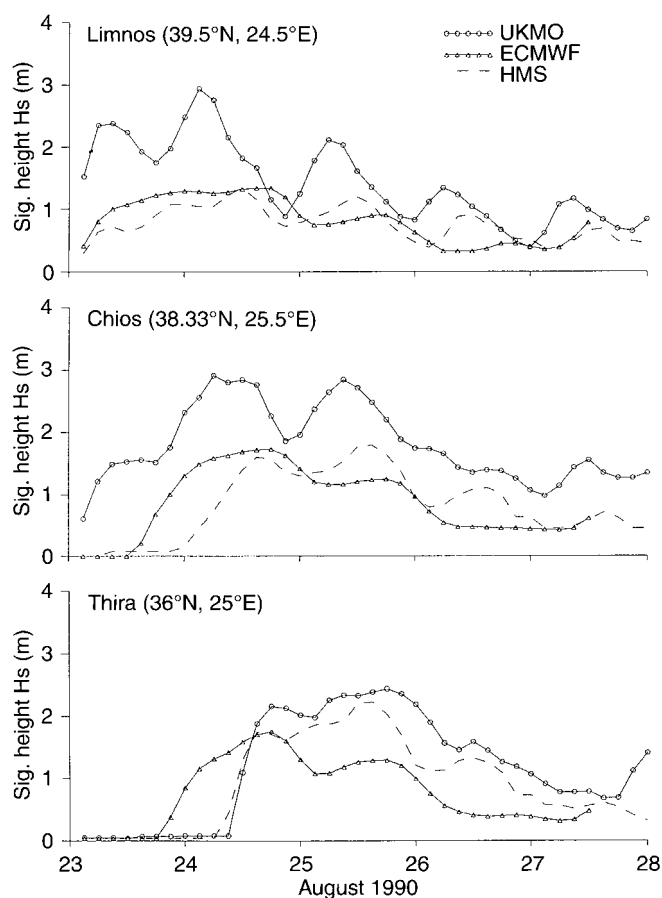 4
Limnos (39.5°N, 24.5°E)
UKMO
ECMWF
HMS
3
2
1
0
Sig. height Hs (m)
4
Chios (38.33°N, 25.5°E)
3
2
1
0
Sig. height Hs (m)
4
Thira (36°N, 25°E)
3
2
1
0
Sig. height Hs (m)
23 24 25 26 27 28
August 1990